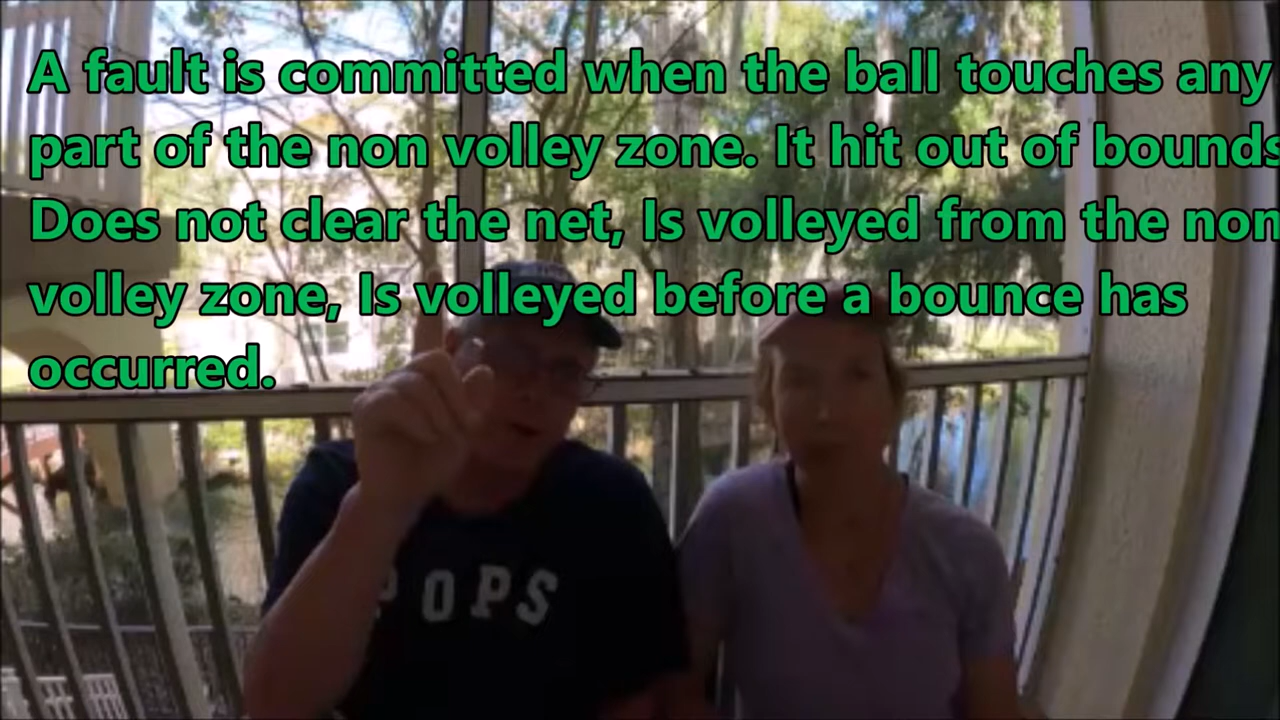 A fault is committed when the ball touches any
part of the non volley zone. It hit out of bounds
Does not clear the net, Is volleyed from the non
volley zone, Is volleyed before a bounce has
occurred.
POPS